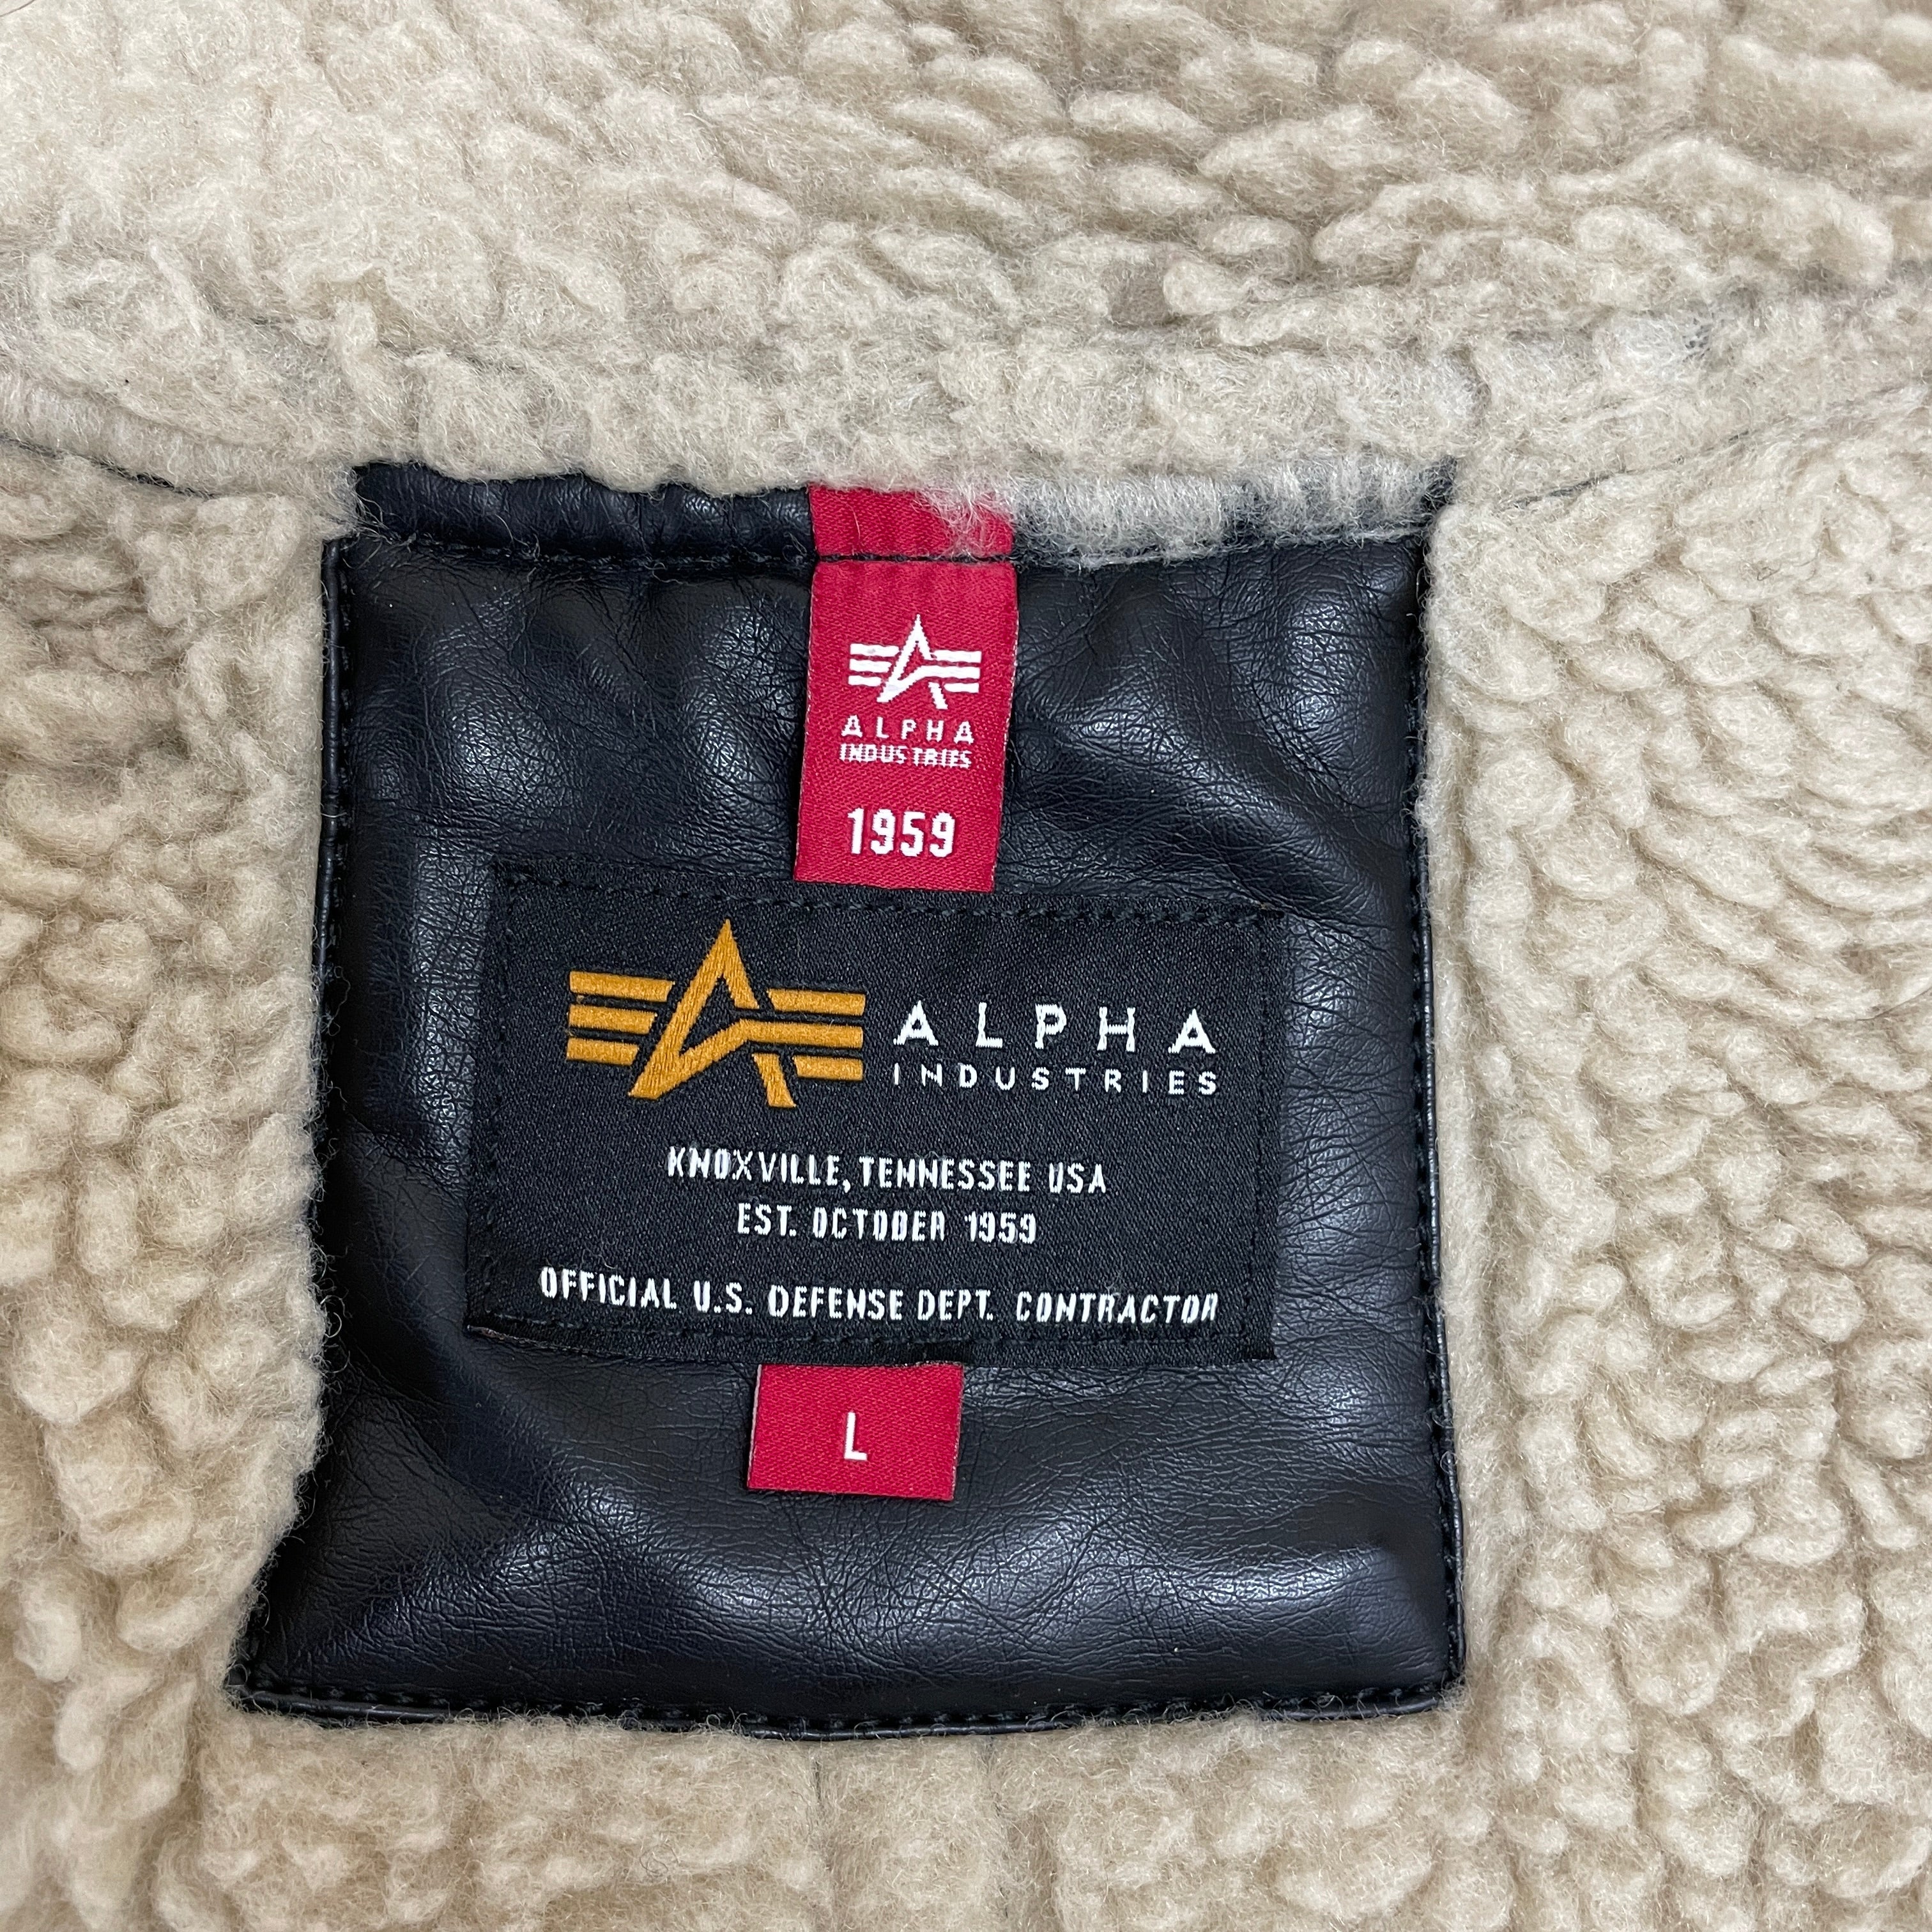 ALPHA
INDUSTRIES
1959
ALPHA
INDUSTRIES
KNOXVILLE, TENNESSEE USA
EST. OCTOBER 1959
OFFICIAL U.S. DEFENSE DEPT. CONTRACTOR
L